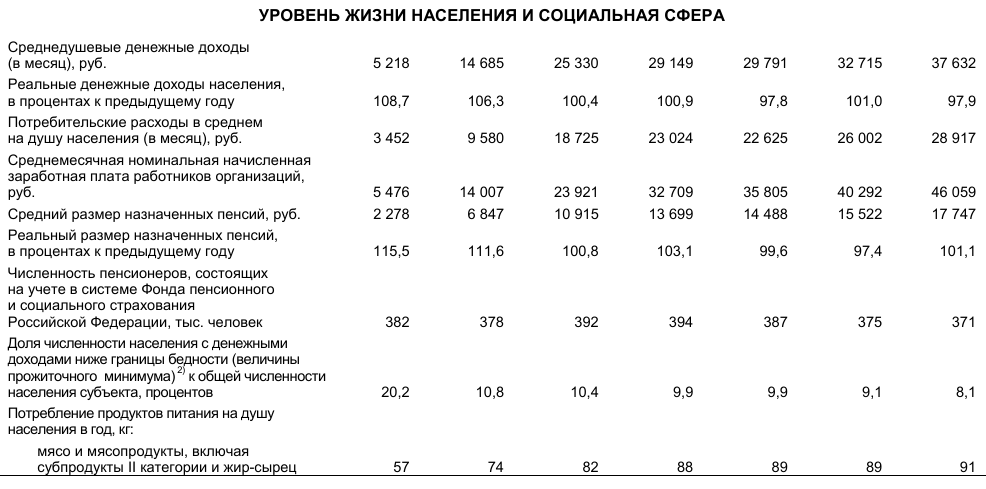 УРОВЕНЬ ЖИЗНИ НАСЕЛЕНИЯ И СОЦИАЛЬНАЯ СФЕРА
Среднедушевые денежные доходы
(в месяц), руб. 5 218 14 685 25 330 29 149 29 791 32 715 37 632
Реальные денежные доходы населения,
в процентах к предыдущему году 108,7 106,3 100,4 100,9 97,8 101,0 97,9
Потребительские расходы в среднем
на душу населения (в месяц), руб. 3 452 9 580 18 725 23 024 22 625 26 002 28 917
Среднемесячная номинальная начисленная
заработная плата работников организаций,
руб. 5 476 14 007 23 921 32 709 35 805 40 292 46 059
Средний размер назначенных пенсий, руб. 2 278 6 847 10 915 13 699 14 488 15 522 17 747
Реальный размер назначенных пенсий,
в процентах к предыдущему году 115,5 111,6 100,8 103,1 99,6 97,4 101,1
Численность пенсионеров, состоящих
на учете в системе Фонда пенсионного
и социального страхования
Российской Федерации, тыс. человек 382 378 392 394 387 375 371
Доля численности населения с денежными
доходами ниже границы бедности (величины
прожиточного минимума)2) к общей численности
населения субъекта, процентов 20,2 10,8 10,4 9,9 9,9 9,1 8,1
Потребление продуктов питания на душу
населения в год, кг:
мясо и мясопродукты, включая
субпродукты II категории и жир-сырец 57 74 82 88 89 89 91